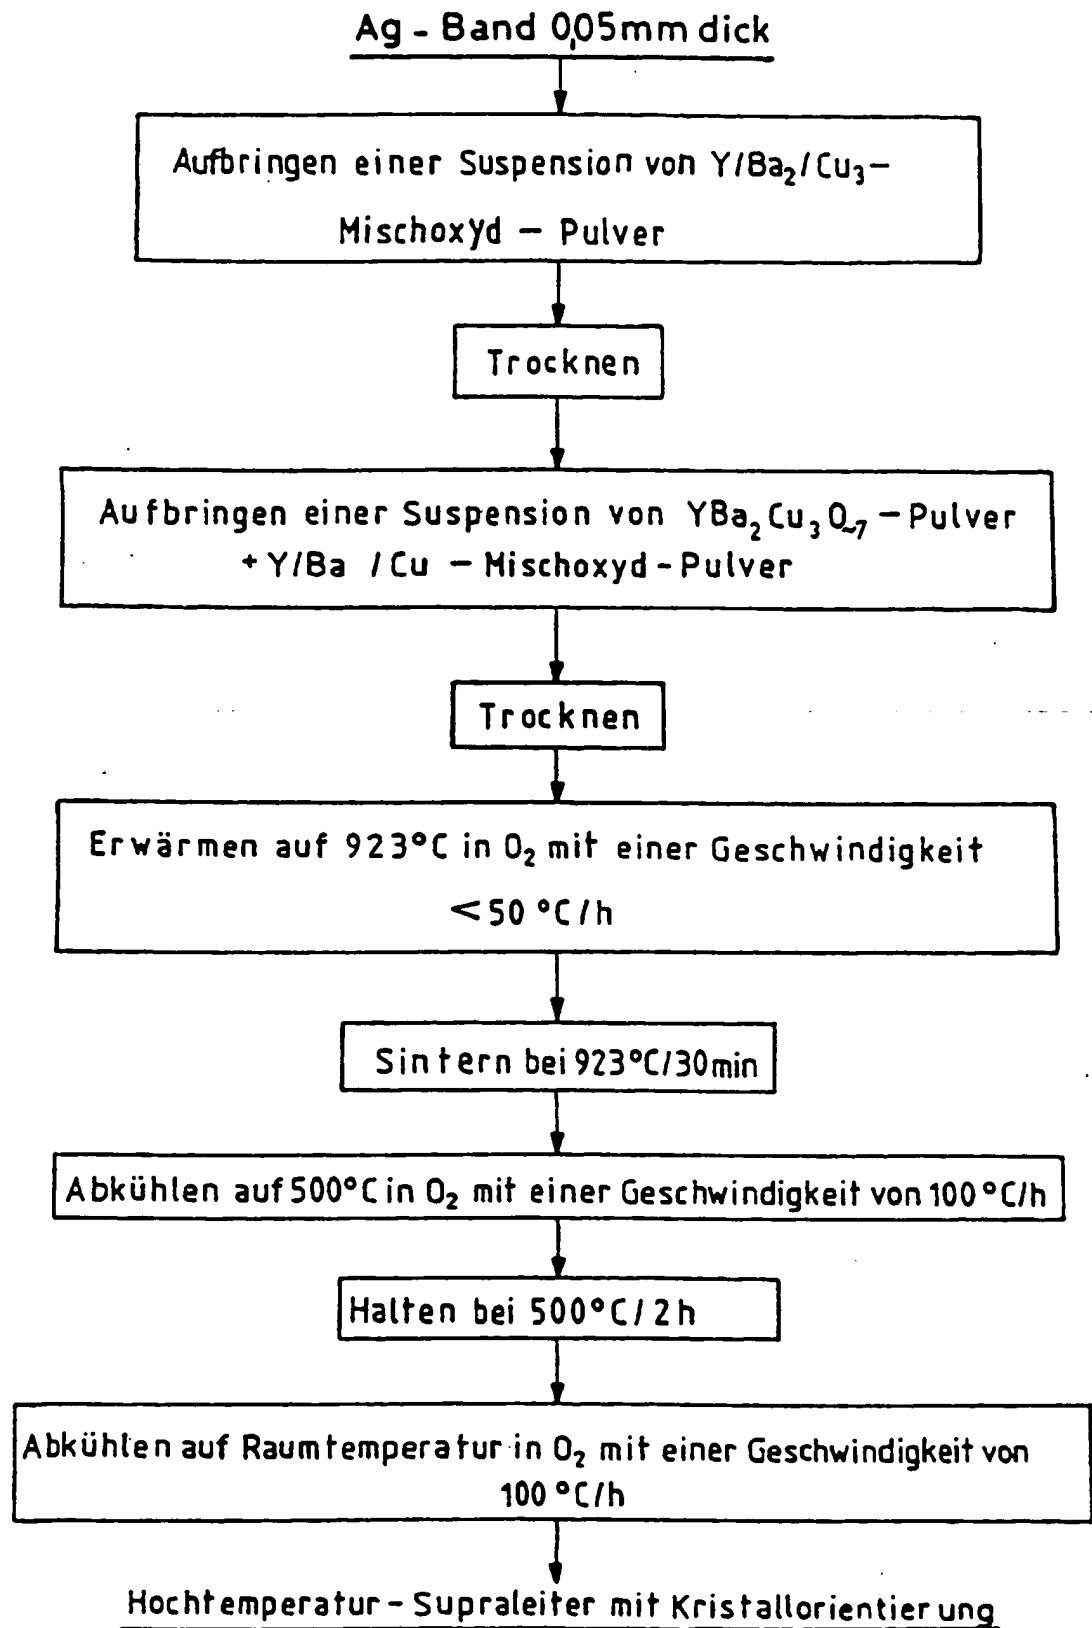 Ag - Band 0,05mm dick
Aufbringen einer Suspension von Y/Ba₂/Cu₃ -
Mischoxyd - Pulver
Trocknen
Aufbringen einer Suspension von YBa₂Cu₃O~₇ - Pulver
+ Y/Ba /Cu - Mischoxyd - Pulver
Trocknen
Erwärmen auf 923°C in O₂ mit einer Geschwindigkeit
<50 °C/h
Sintern bei 923°C/30min
Abkühlen auf 500°C in O₂ mit einer Geschwindigkeit von 100°C/h
Halten bei 500°C/2h
Abkühlen auf Raumtemperatur in O₂ mit einer Geschwindigkeit von
100°C/h
Hochtemperatur - Supraleiter mit Kristallorientierung